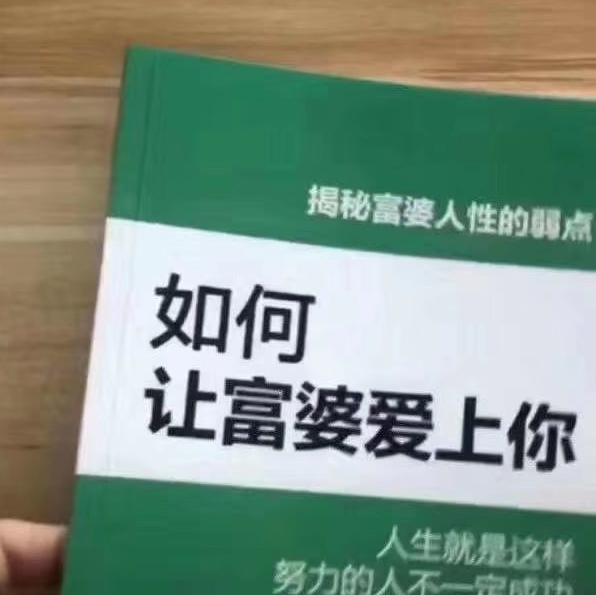 揭秘富婆人性的弱点
如何
让富婆爱上你
人生就是这样
努力的人不一定成功